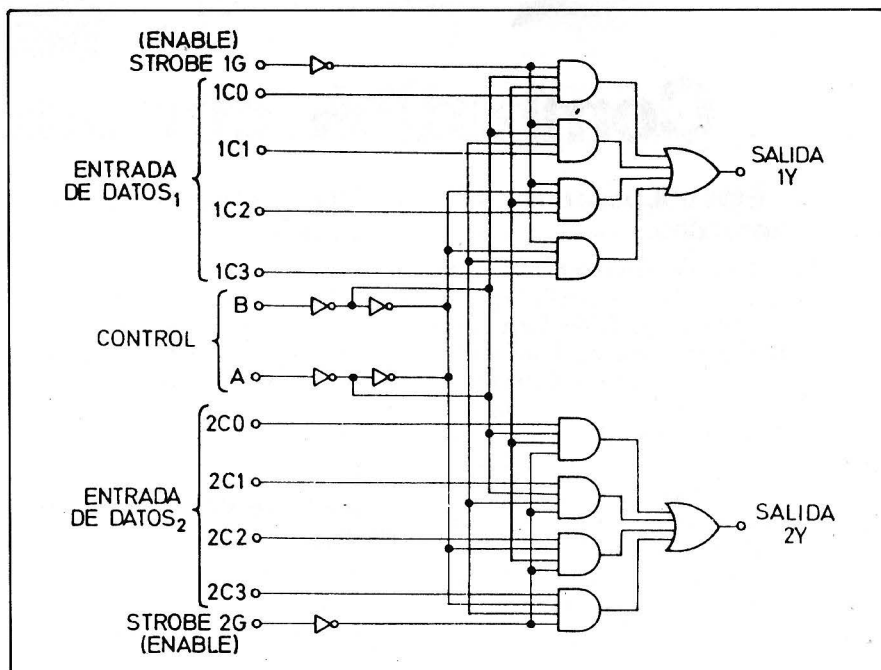 (ENABLE)
STROBE 1G
1C0
1C1
ENTRADA
DE DATOS1
1C2
1C3
B
CONTROL
A
2C0
2C1
ENTRADA
DE DATOS2
2C2
2C3
STROBE 2G
(ENABLE)
SALIDA
1Y
SALIDA
2Y